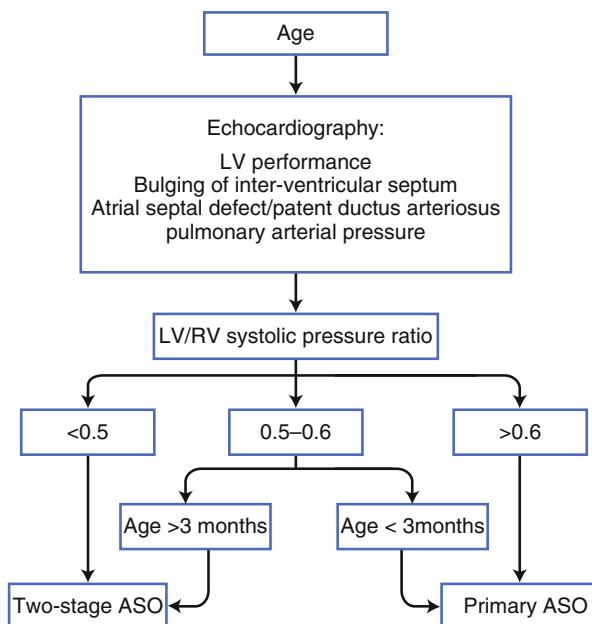 Age
Echocardiography:
LV performance
Bulging of inter-ventricular septum
Atrial septal defect/patent ductus arteriosus
pulmonary arterial pressure
LV/RV systolic pressure ratio
<0.5
0.5–0.6
>0.6
Age >3 months
Age < 3months
Two-stage ASO
Primary ASO